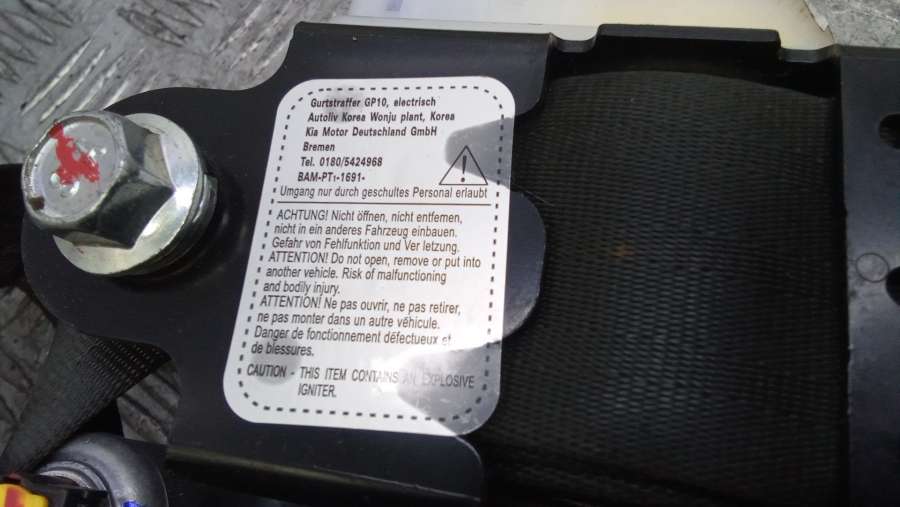 Gurtstraffer GP10, electrisch
Autoliv Korea Wonju plant, Korea
Kia Motor Deutschland GmbH
Bremen
Tel. 0180/5424968
BAM-PT1-1691-
Umgang nur durch geschultes Personal erlaubt
ACHTUNG! Nicht öffnen, nicht entfemen,
nicht in ein anderes Fahrzeug einbauen.
Gefahr von Fehlfunktion und Ver letzung.
ATTENTION! Do not open, remove or put into
another vehicle. Risk of malfunctioning
and bodily injury.
ATTENTION! Ne pas ouvrir, ne pas retirer,
ne pas monter dans un autre véhicule.
Danger de fonctionnement défectueux et
de blessures.
CAUTION - THIS ITEM CONTAINS AN EXPLOSIVE
IGNITER.